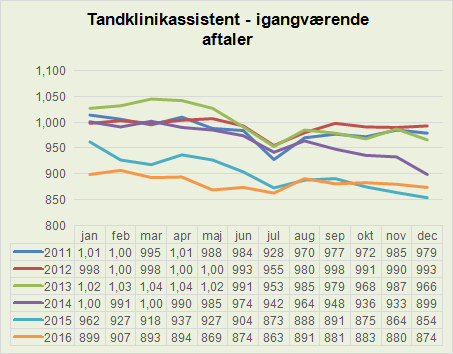 Tandklinikassistent - igangværende
aftaler
1,100
1,050
1,000
950
900
850
800
jan feb mar apr maj jun jul aug sep okt nov dec
2011 1,01 1,00 995 1,01 988 984 928 970 977 972 985 979
2012 998 1,00 998 1,00 1,00 993 955 980 998 991 990 993
2013 1,02 1,03 1,04 1,04 1,02 991 953 985 979 968 987 966
2014 1,00 991 1,00 990 985 974 942 964 948 936 933 899
2015 962 927 918 937 927 904 873 888 891 875 864 854
2016 899 907 893 894 869 874 863 891 881 883 880 874